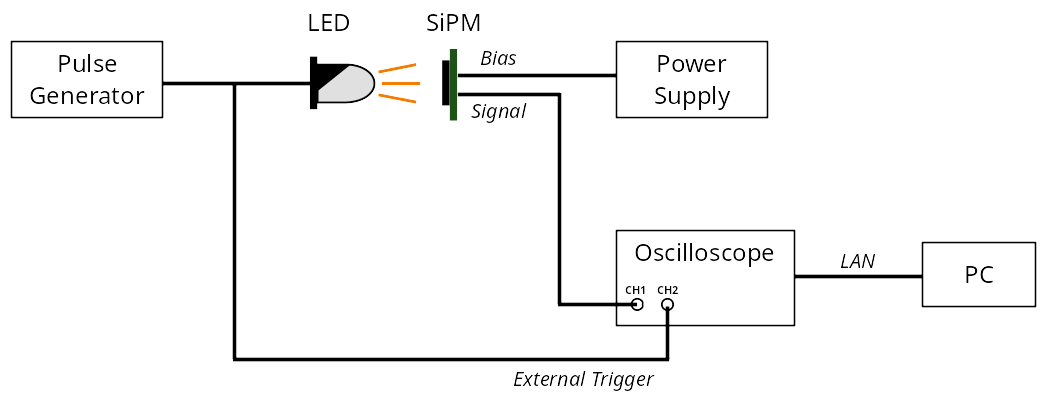 LED
SiPM
Pulse
Generator
Bias
Signal
Power
Supply
Oscilloscope
CH1
CH2
LAN
PC
External Trigger